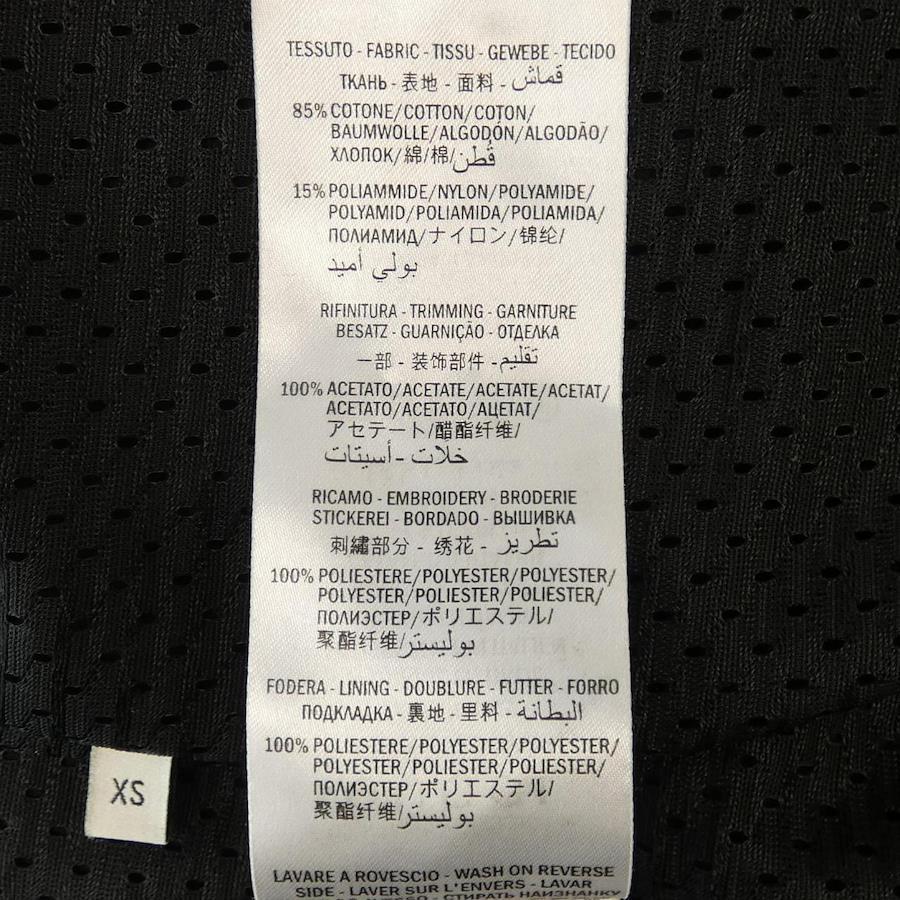 TESSUTO - FABRIC - TISSU - GEWEBE - TECIDO
ТКАНЬ - 表地 - 面料 - قماش
85% COTONE/COTTON/COTON/
BAUMWOLLE/ALGODÓN/ALGODÃO/
ХЛОПОК/綿/棉/قُطن
15% POLIAMMIDE/NYLON/POLYAMIDE/
POLYAMID/POLIAMIDA/POLIAMIDA/
ПОЛИАМИД/ナイロン/锦纶/
بولي أميد
RIFINITURA - TRIMMING - GARNITURE
BESATZ - GUARNIÇÃO - ОТДЕЛКА
一部 - 装饰部件 - تقليم
100% ACETATO/ACETATE/ACETATE/ACETAT/
ACETATO/ACETATO/АЦЕТАТ/
アセテート/醋酯纤维/
خلات - أسيتات
RICAMO - EMBROIDERY - BRODERIE
STICKEREI - BORDADO - ВЫШИВКА
刺繍部分 - 绣花 - تطريز
100% POLIESTERE/POLYESTER/POLYESTER/
POLYESTER/POLIESTER/POLIESTER/
ПОЛИЭСТЕР/ポリエステル/
聚酯纤维/بوليستر
FODERA - LINING - DOUBLURE - FUTTER - FORRO
ПОДКЛАДКА - 裏地 - 里料 - البطانة
100% POLIESTERE/POLYESTER/POLYESTER/
POLYESTER/POLIESTER/POLIESTER/
ПОЛИЭСТЕР/ポリエステル/
聚酯纤维/بوليستر
XS
LAVARE A ROVESCIO - WASH ON REVERSE
SIDE - LAVER SUR L'ENVERS - LAVAR
СТИРАТЬ НАИЗНАНКУ